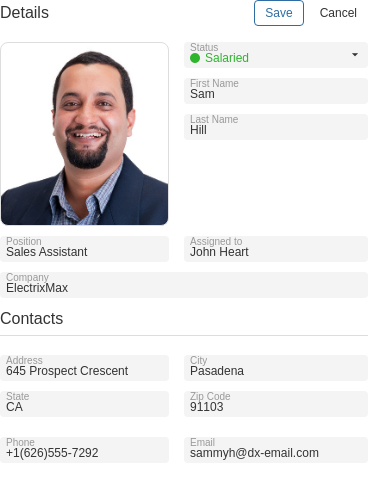 Details
Save
Cancel
Status
Salaried
First Name
Sam
Last Name
Hill
Position
Sales Assistant
Assigned to
John Heart
Company
ElectrixMax
Contacts
Address
645 Prospect Crescent
City
Pasadena
State
CA
Zip Code
91103
Phone
+1(626)555-7292
Email
sammyh@dx-email.com